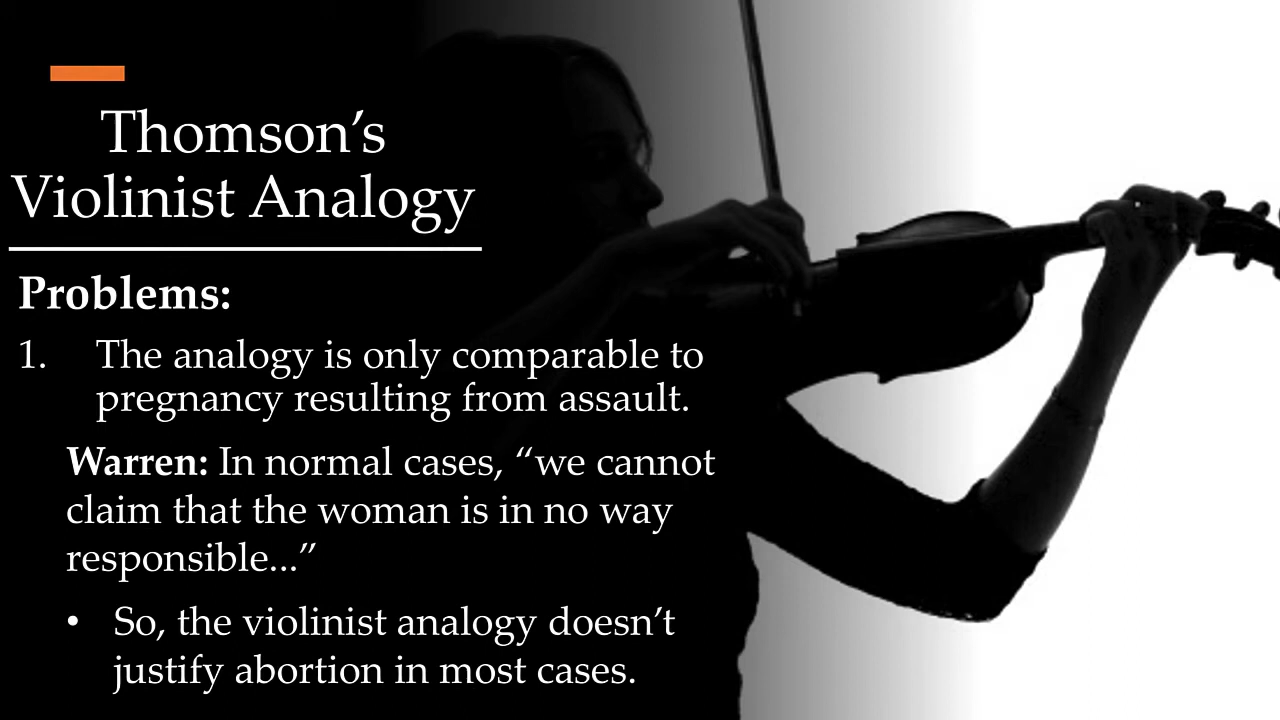 Thomson’s
Violinist Analogy
Problems:
1. The analogy is only comparable to
pregnancy resulting from assault.
Warren: In normal cases, “we cannot
claim that the woman is in no way
responsible...”
• So, the violinist analogy doesn’t
justify abortion in most cases.